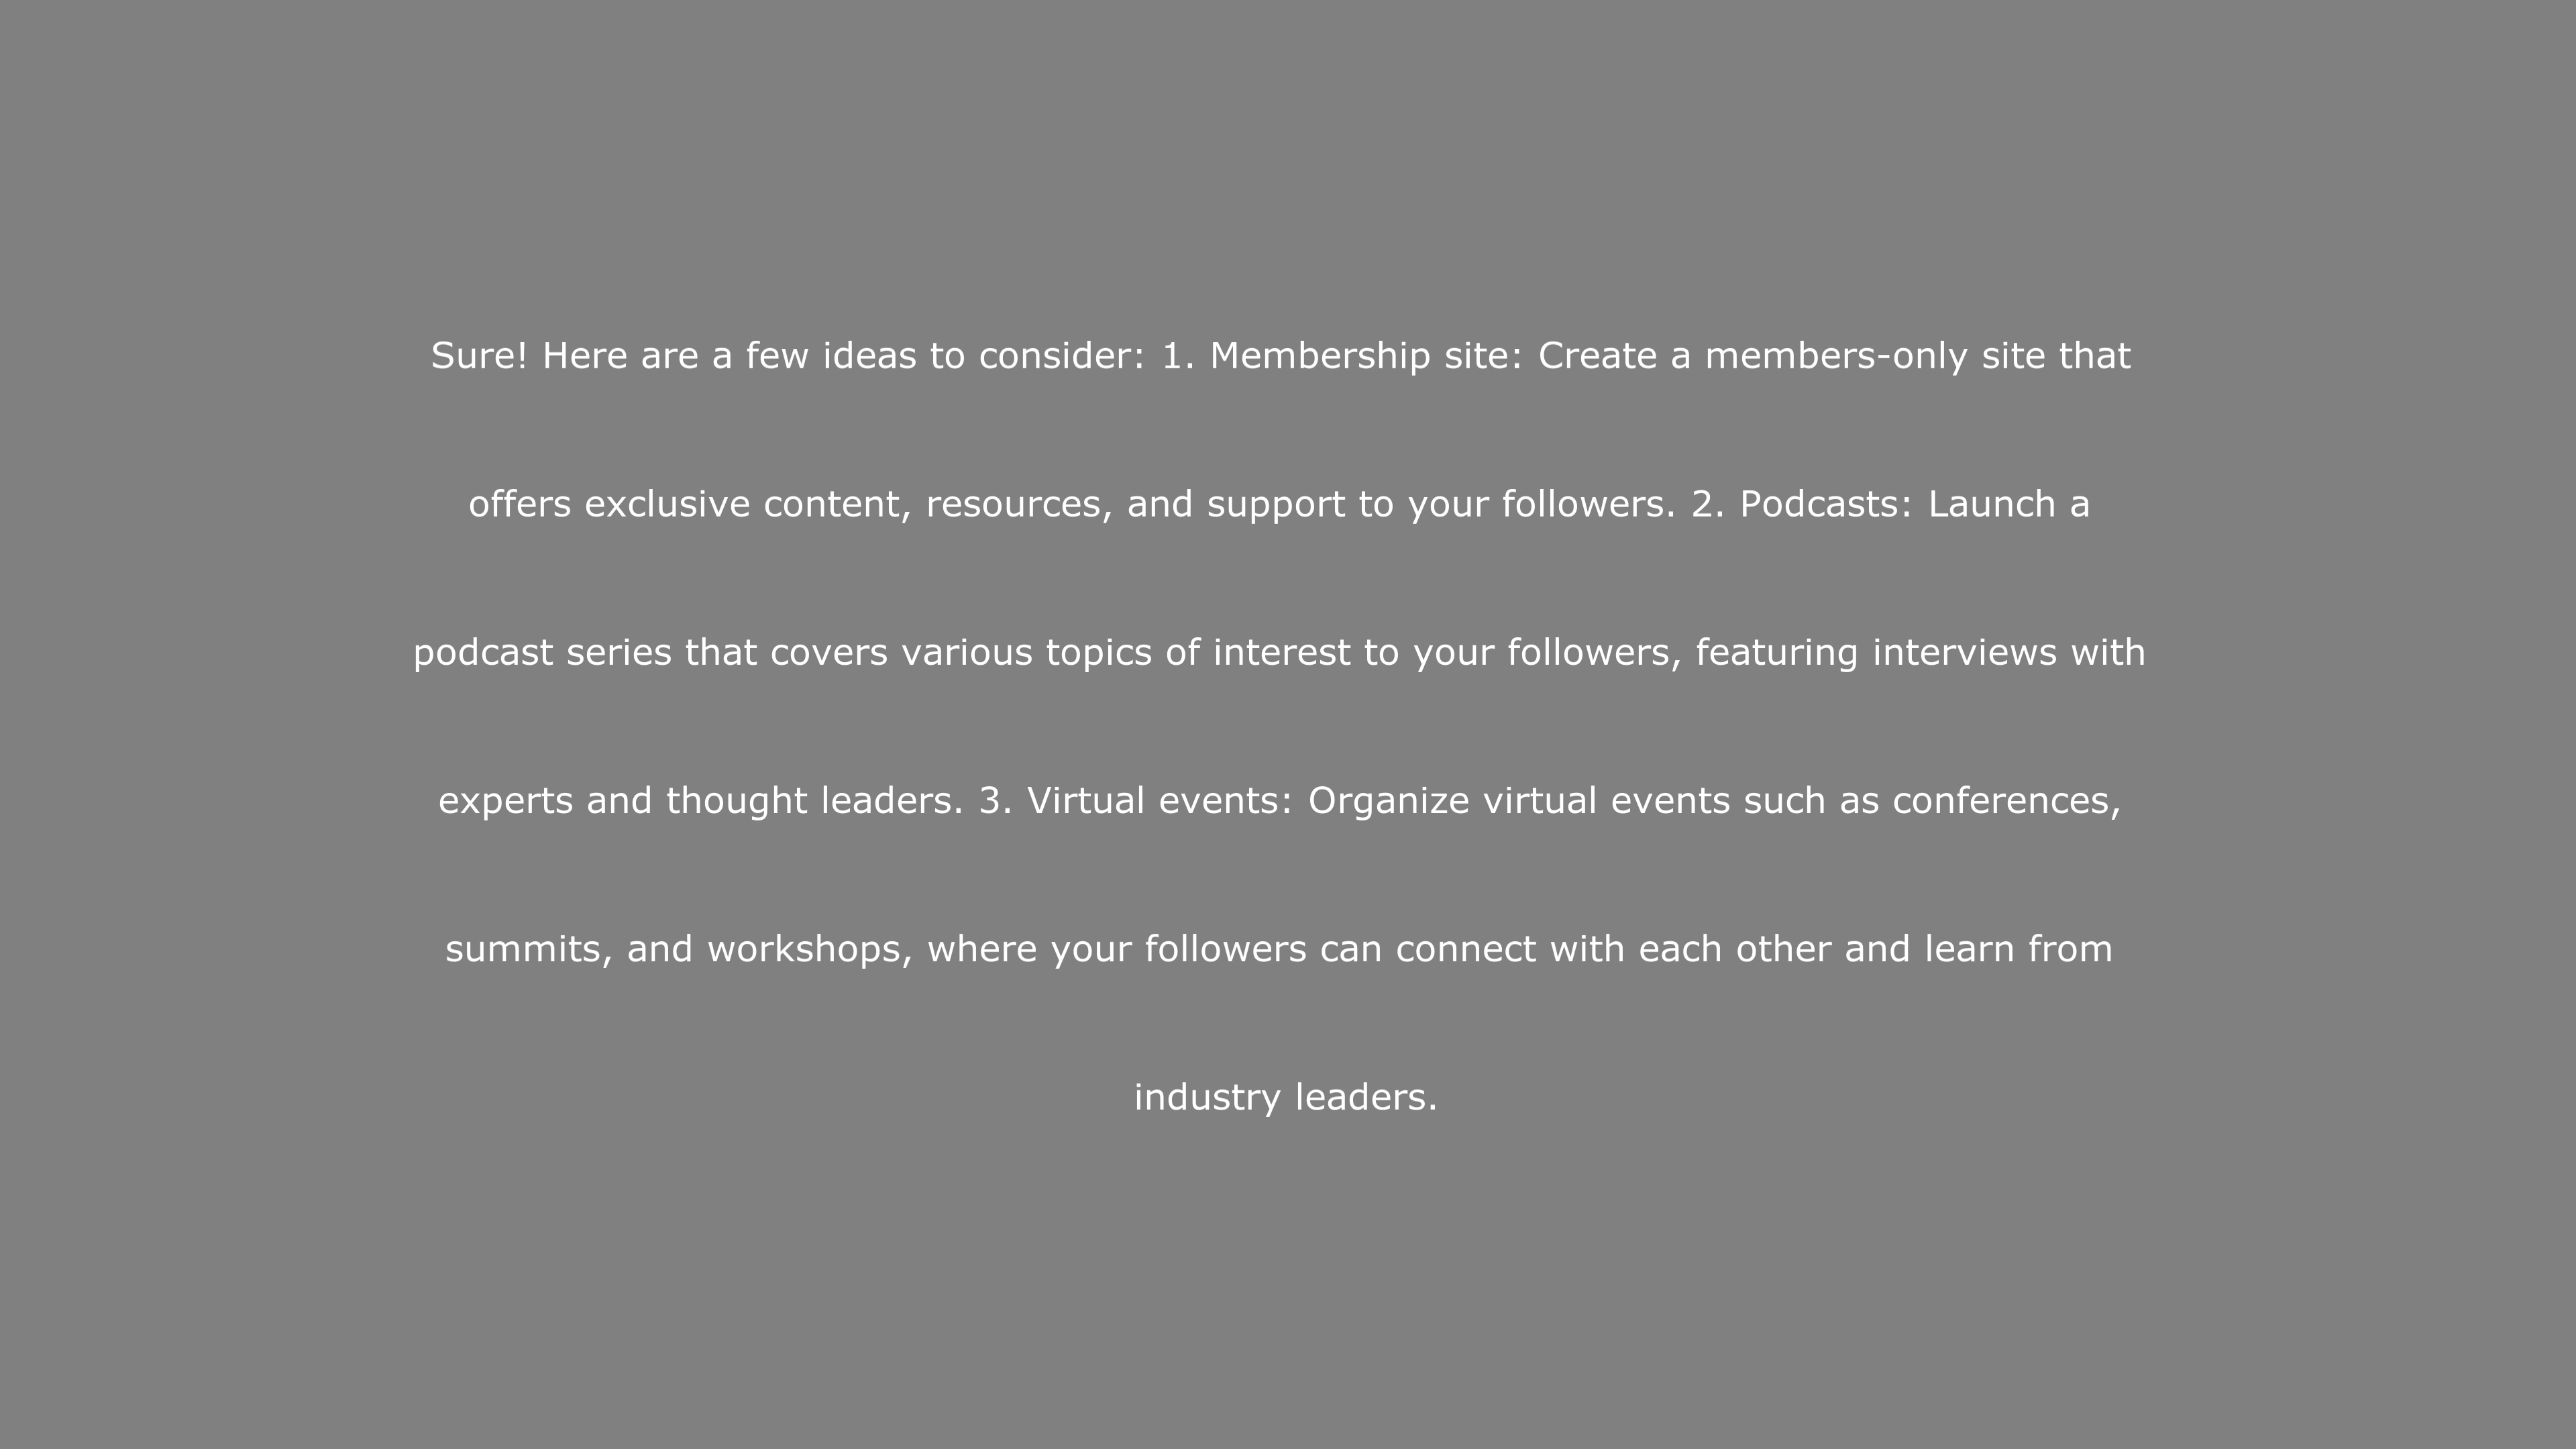 Sure! Here are a few ideas to consider: 1. Membership site: Create a members-only site that
offers exclusive content, resources, and support to your followers. 2. Podcasts: Launch a
podcast series that covers various topics of interest to your followers, featuring interviews with
experts and thought leaders. 3. Virtual events: Organize virtual events such as conferences,
summits, and workshops, where your followers can connect with each other and learn from
industry leaders.